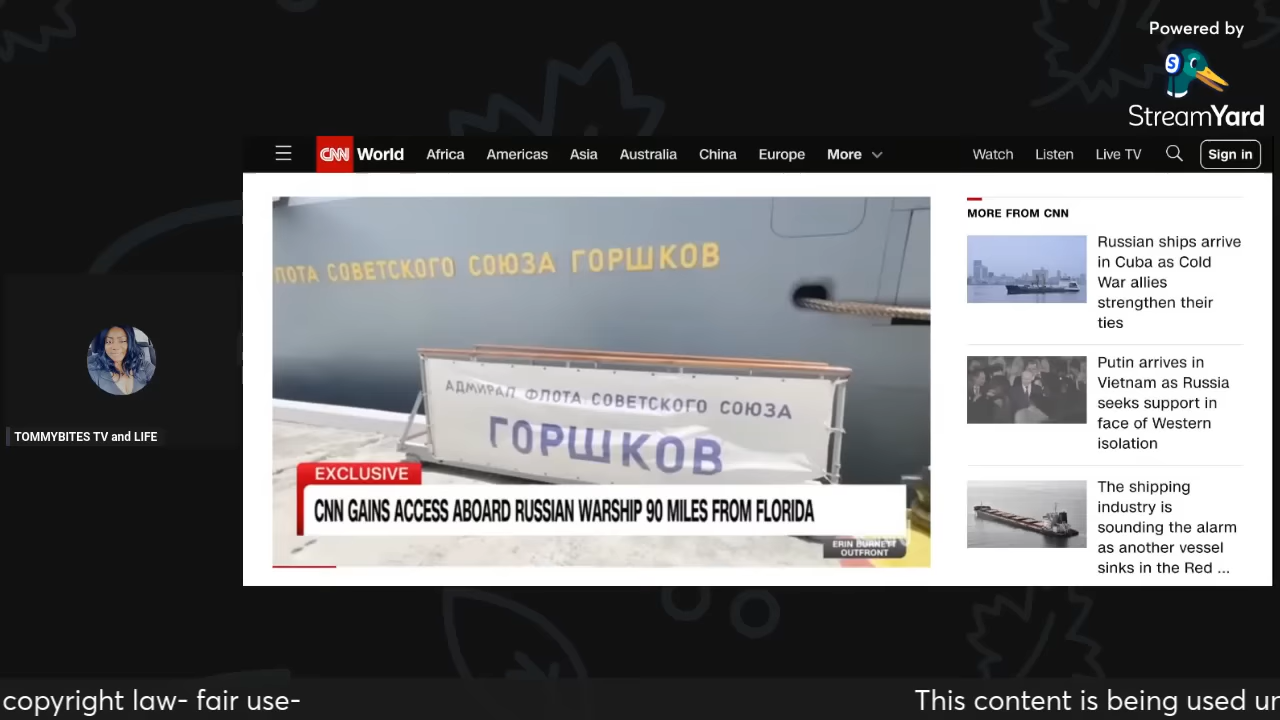 Powered by
StreamYard
CNN World Africa Americas Asia Australia China Europe More Watch Listen Live TV Sign in
ЛОТА СОВЕТСКОГО СОЮЗА ГОРШКОВ
АДМИРАЛ ФЛОТА СОВЕТСКОГО СОЮЗА
ГОРШКОВ
EXCLUSIVE
CNN GAINS ACCESS ABOARD RUSSIAN WARSHIP 90 MILES FROM FLORIDA
ERIN BURNETT
OUTFRONT
MORE FROM CNN
Russian ships arrive
in Cuba as Cold
War allies
strengthen their
ties
Putin arrives in
Vietnam as Russia
seeks support in
face of Western
isolation
The shipping
industry is
sounding the alarm
as another vessel
sinks in the Red ...
TOMMYBITES TV and LIFE
copyright law- fair use-
This content is being used un